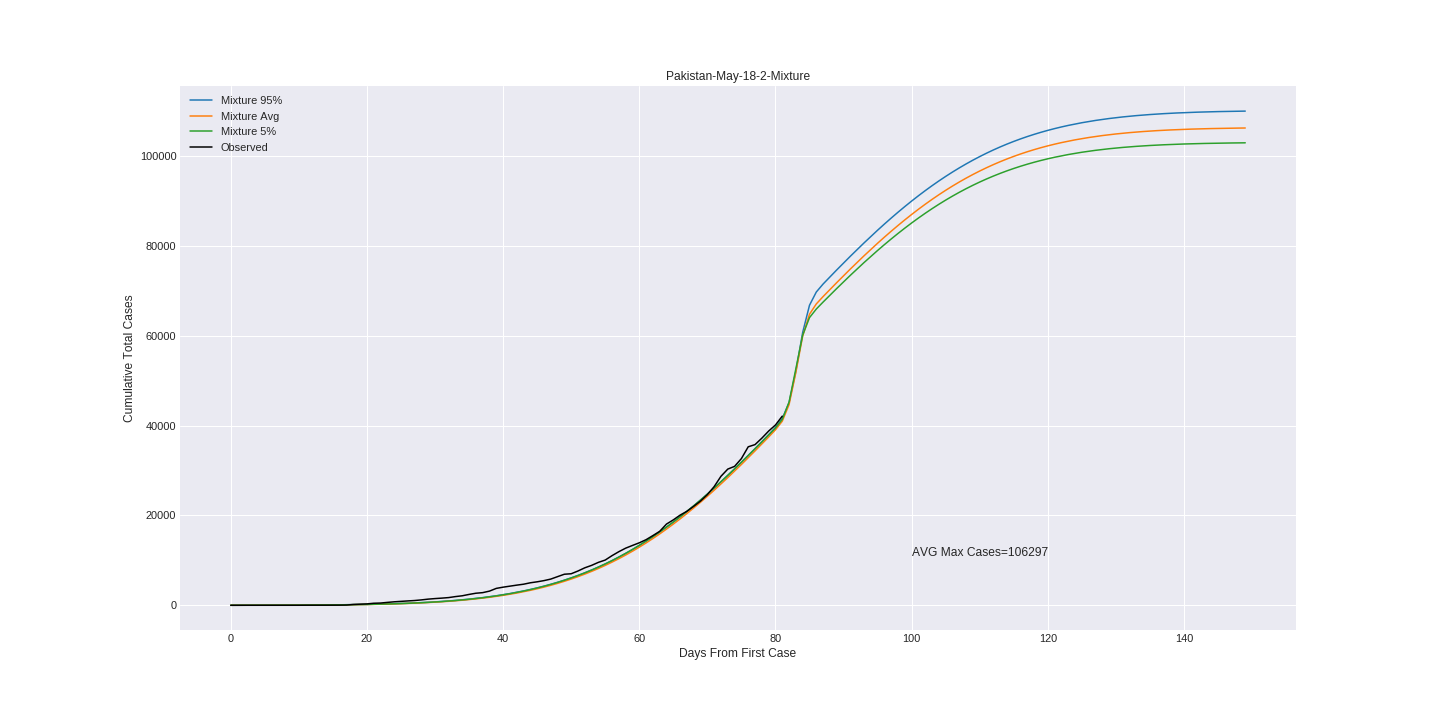 Pakistan-May-18-2-Mixture
Mixture 95%
Mixture Avg
Mixture 5%
Observed
100000
80000
60000
40000
20000
0
Cumulative Total Cases
AVG Max Cases=106297
0 20 40 60 80 100 120 140
Days From First Case